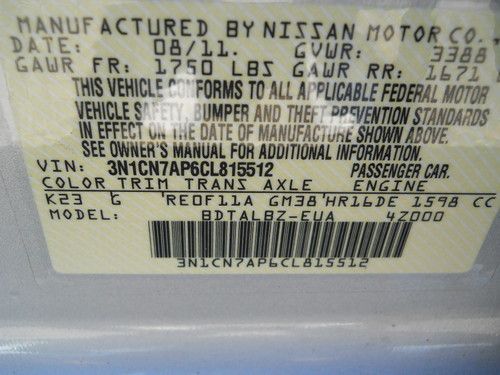 MANUFACTURED BY NISSAN MOTOR CO.,
DATE: 08/11. GVWR: 3388
GAWR FR: 1750 LBS GAWR RR: 1671
THIS VEHICLE CONFORMS TO ALL APPLICABLE FEDERAL MOTOR
VEHICLE SAFETY, BUMPER AND THEFT PREVENTION STANDARDS
IN EFFECT ON THE DATE OF MANUFACTURE SHOWN ABOVE.
SEE OWNER'S MANUAL FOR MORE INFORMATION.
VIN: 3N1CN7AP6CL815512 PASSENGER CAR.
COLOR TRIM TRANS AXLE ENGINE
K23 G RE0F11A GM38 HR16DE 1598 CC
MODEL: BDTALBZ-EUA 4Z000
3N1CN7AP6CL815512